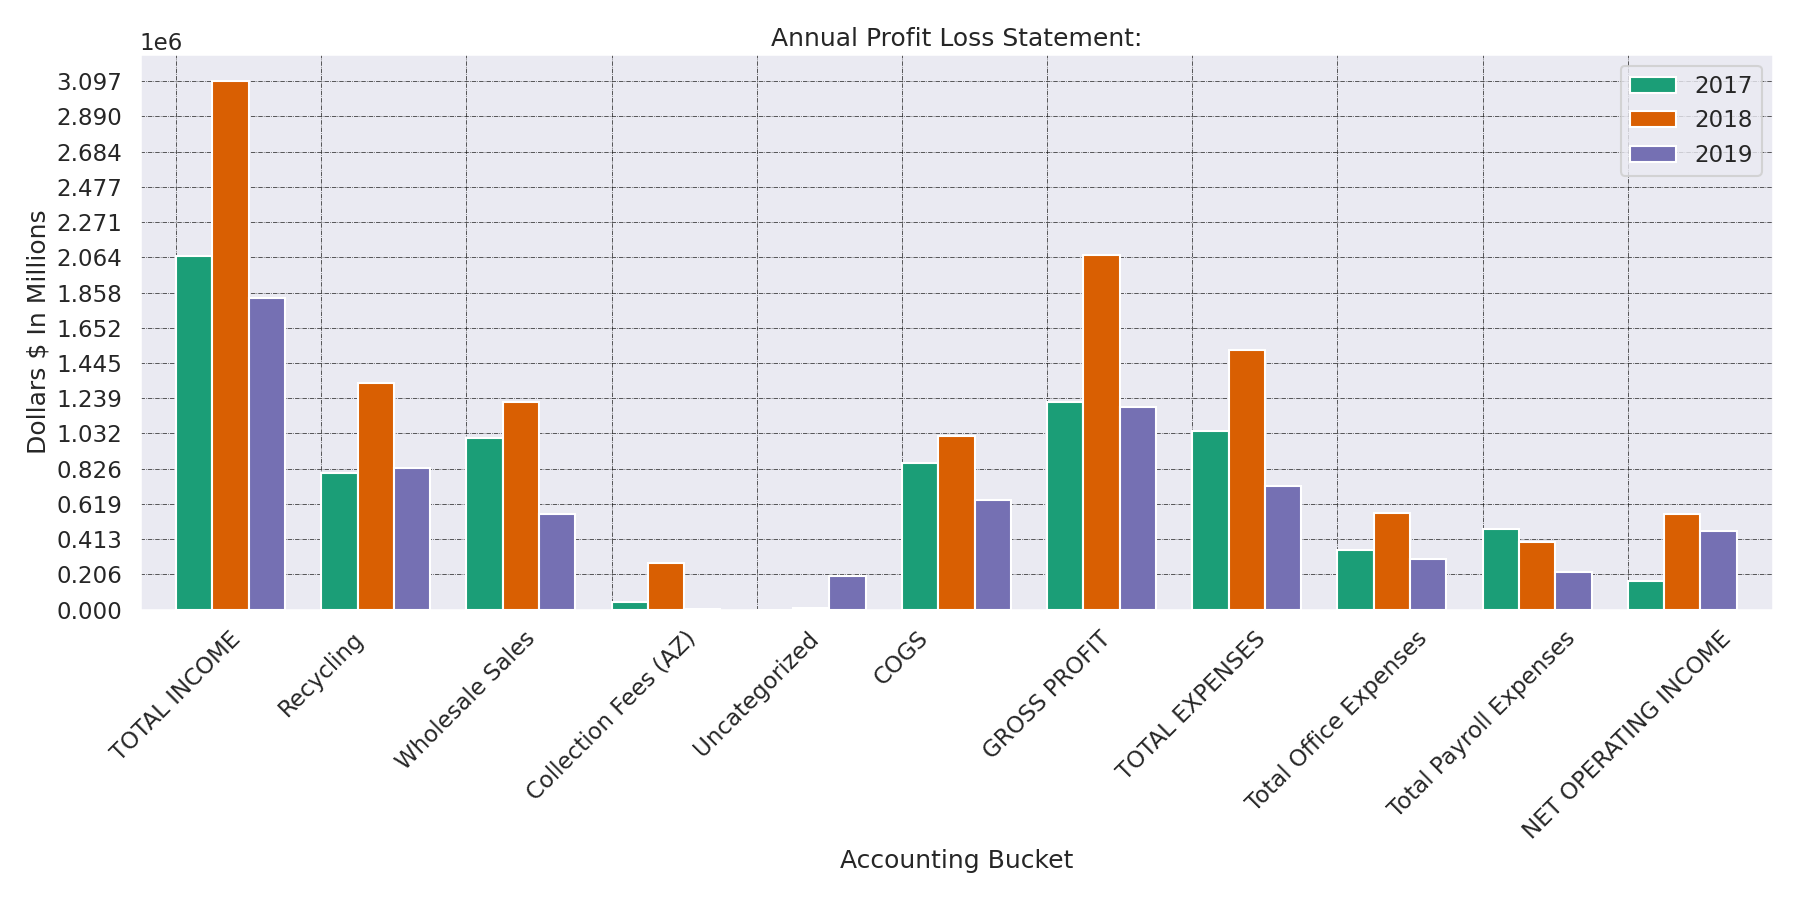 Annual Profit Loss Statement:
1e6
3.097
2.890
2.684
2.477
2.271
2.064
1.858
1.652
1.445
1.239
1.032
0.826
0.619
0.413
0.206
0.000
Dollars $ In Millions
2017
2018
2019
TOTAL INCOME
Recycling
Wholesale Sales
Collection Fees (AZ)
Uncategorized
COGS
GROSS PROFIT
TOTAL EXPENSES
Total Office Expenses
Total Payroll Expenses
NET OPERATING INCOME
Accounting Bucket